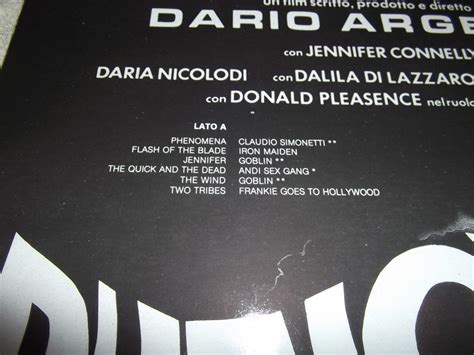 un film scritto, prodotto e diretto
DARIO ARGE
con JENNIFER CONNELLY
DARIA NICOLODI con DALILA DI LAZZARO
con DONALD PLEASENCE nel ruolo
LATO A
PHENOMENA CLAUDIO SIMONETTI **
FLASH OF THE BLADE IRON MAIDEN
JENNIFER GOBLIN **
THE QUICK AND THE DEAD ANDI SEX GANG *
THE WIND GOBLIN **
TWO TRIBES FRANKIE GOES TO HOLLYWOOD